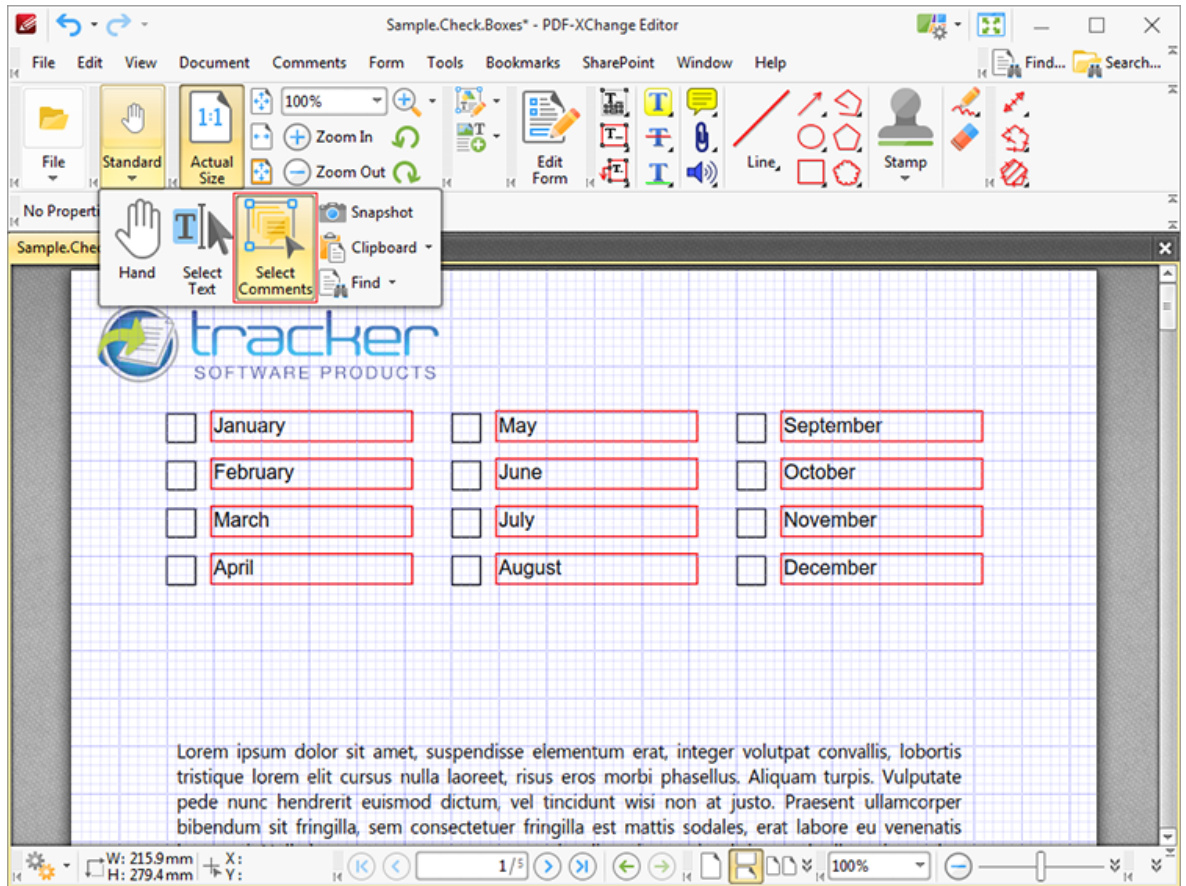 Sample.Check.Boxes* - PDF-XChange Editor
File Edit View Document Comments Form Tools Bookmarks SharePoint Window Help Find... Search...
1:1 100%
Zoom In
Zoom Out
File Standard Actual Size Edit Form Line Stamp
No Properti
Hand Select Text Select Comments
Snapshot
Clipboard
Find
Sample.Che
tracker
SOFTWARE PRODUCTS
January May September
February June October
March July November
April August December
Lorem ipsum dolor sit amet, suspendisse elementum erat, integer volutpat convallis, lobortis
tristique lorem elit cursus nulla laoreet, risus eros morbi phasellus. Aliquam turpis. Vulputate
pede nunc hendrerit euismod dictum, vel tincidunt wisi non at justo. Praesent ullamcorper
bibendum sit fringilla, sem consectetuer fringilla est mattis sodales, erat labore eu venenatis
W: 215.9mm X:
H: 279.4mm Y:
1/5 100%